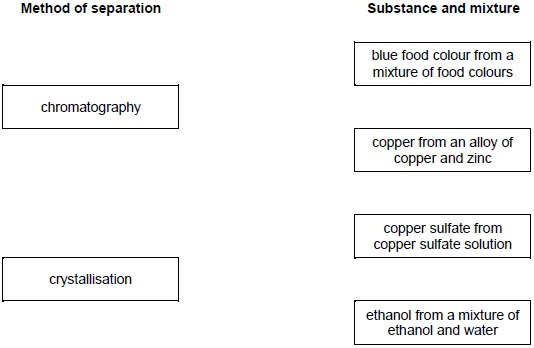 Method of separation
Substance and mixture
blue food colour from a
mixture of food colours
chromatography
copper from an alloy of
copper and zinc
copper sulfate from
copper sulfate solution
crystallisation
ethanol from a mixture of
ethanol and water